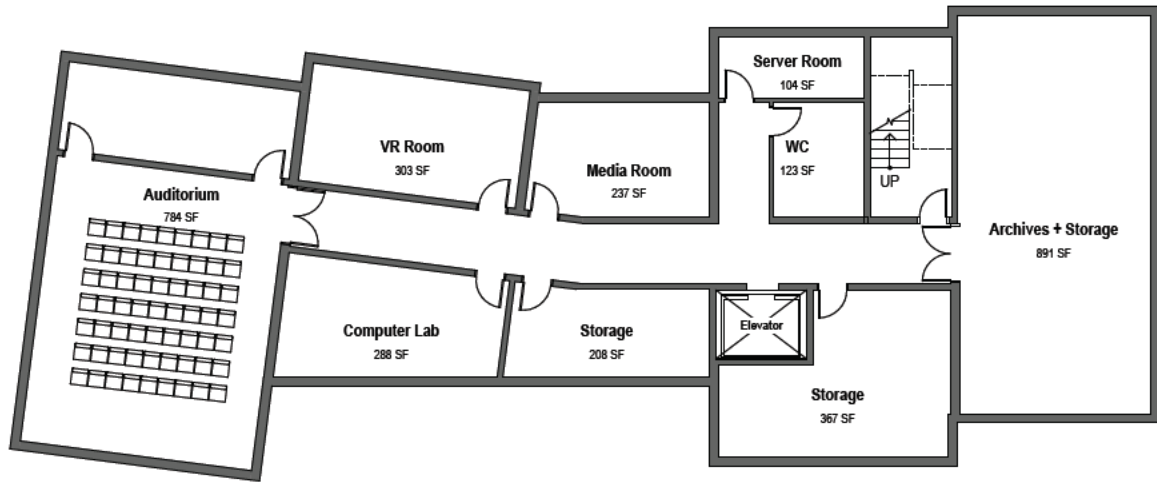 Server Room
104 SF
VR Room
303 SF
WC
123 SF
Media Room
237 SF
UP
Auditorium
784 SF
Archives + Storage
891 SF
Computer Lab
288 SF
Storage
208 SF
Elevator
Storage
367 SF